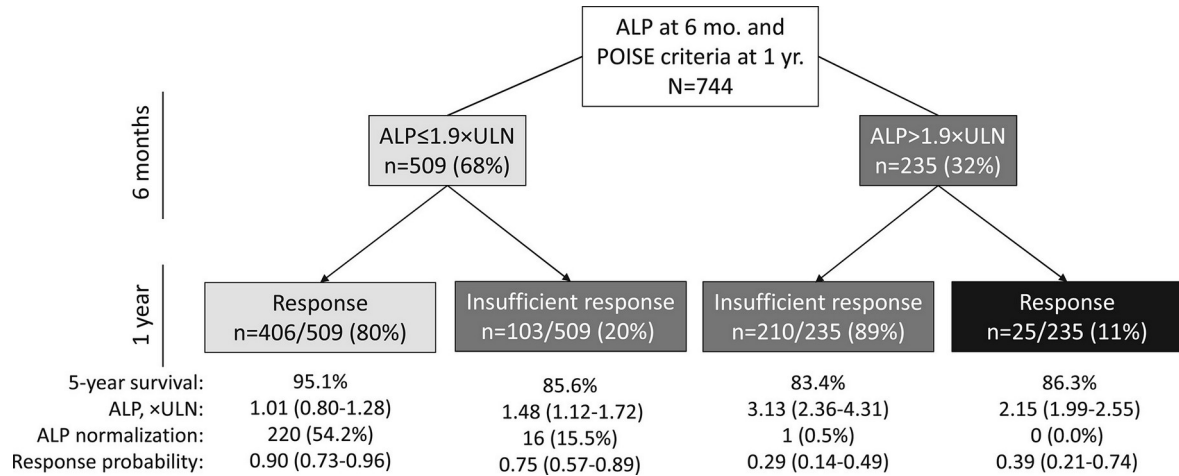 ALP at 6 mo. and
POISE criteria at 1 yr.
N=744
6 months
ALP≤1.9×ULN
n=509 (68%)
ALP>1.9×ULN
n=235 (32%)
1 year
Response
n=406/509 (80%)
Insufficient response
n=103/509 (20%)
Insufficient response
n=210/235 (89%)
Response
n=25/235 (11%)
5-year survival: 95.1% 85.6% 83.4% 86.3%
ALP, ×ULN: 1.01 (0.80-1.28) 1.48 (1.12-1.72) 3.13 (2.36-4.31) 2.15 (1.99-2.55)
ALP normalization: 220 (54.2%) 16 (15.5%) 1 (0.5%) 0 (0.0%)
Response probability: 0.90 (0.73-0.96) 0.75 (0.57-0.89) 0.29 (0.14-0.49) 0.39 (0.21-0.74)